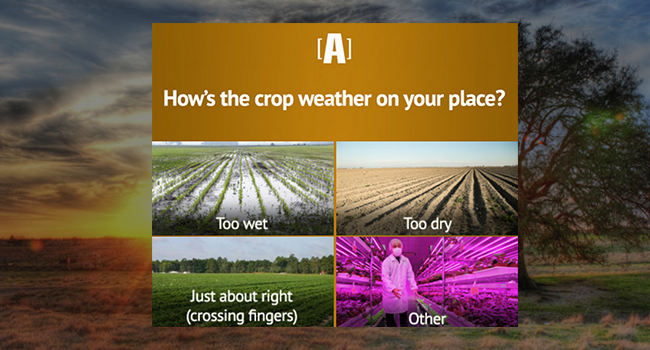 [A]
How's the crop weather on your place?
Too wet
Too dry
Just about right
(crossing fingers)
Other